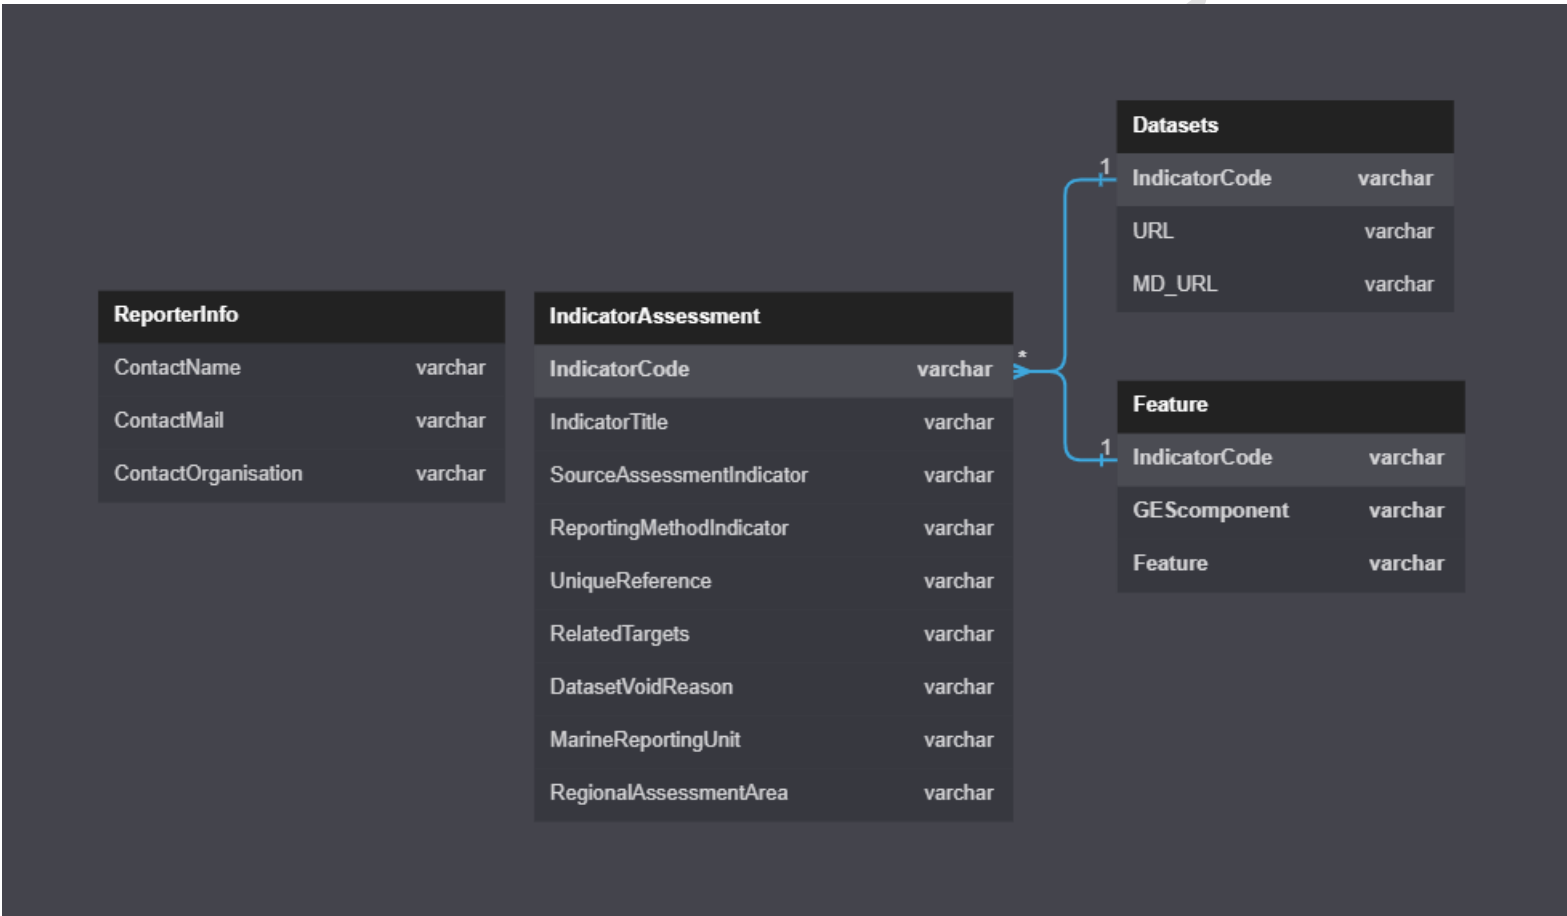 ReporterInfo
ContactName varchar
ContactMail varchar
ContactOrganisation varchar
IndicatorAssessment
IndicatorCode varchar *
IndicatorTitle varchar
SourceAssessmentIndicator varchar
ReportingMethodIndicator varchar
UniqueReference varchar
RelatedTargets varchar
DatasetVoidReason varchar
MarineReportingUnit varchar
RegionalAssessmentArea varchar
Datasets
1 IndicatorCode varchar
URL varchar
MD_URL varchar
Feature
1 IndicatorCode varchar
GEScomponent varchar
Feature varchar